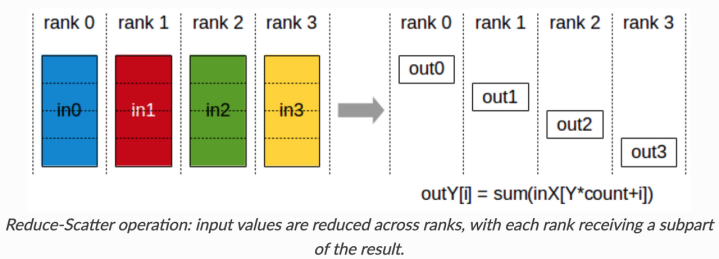 rank 0 rank 1 rank 2 rank 3 rank 0 rank 1 rank 2 rank 3
out0
out1
in0 in1 in2 in3
out2
out3
outY[i] = sum(inX[Y*count+i])
Reduce-Scatter operation: input values are reduced across ranks, with each rank receiving a subpart
of the result.